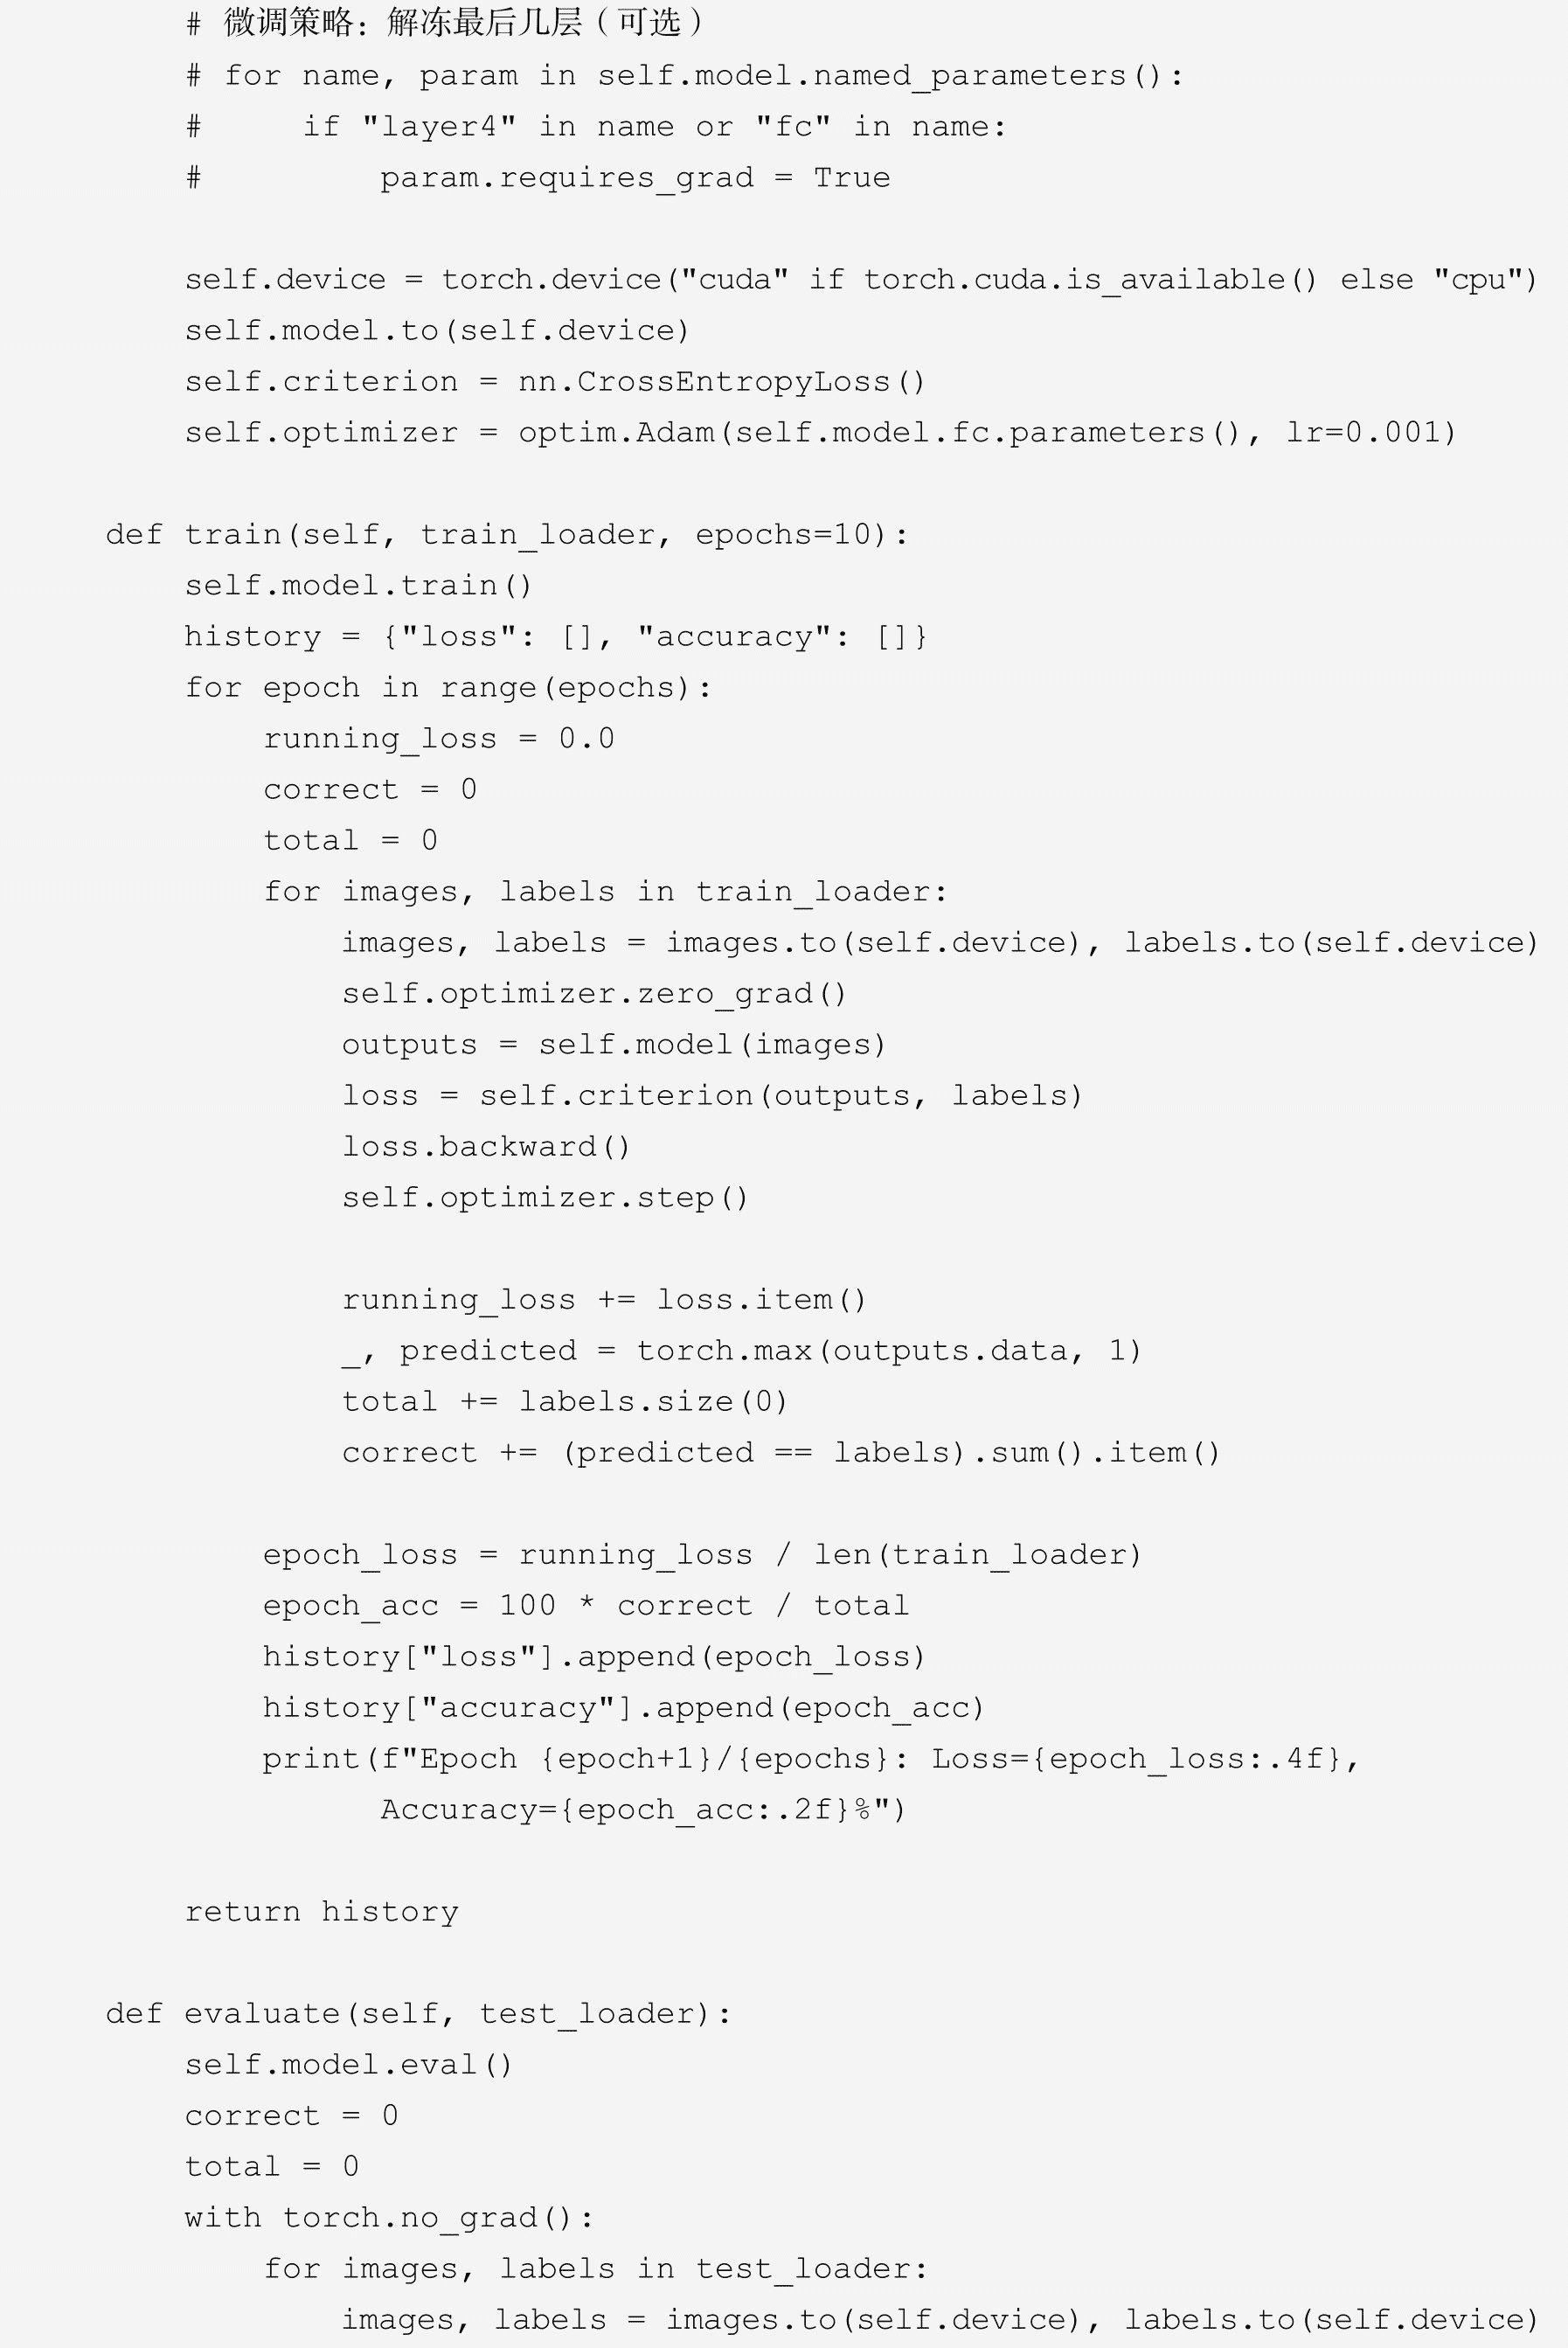 # 微调策略：解冻最后几层（可选）
# for name, param in self.model.named_parameters():
#     if "layer4" in name or "fc" in name:
#         param.requires_grad = True
self.device = torch.device("cuda" if torch.cuda.is_available() else "cpu")
self.model.to(self.device)
self.criterion = nn.CrossEntropyLoss()
self.optimizer = optim.Adam(self.model.fc.parameters(), lr=0.001)
def train(self, train_loader, epochs=10):
self.model.train()
history = {"loss": [], "accuracy": []}
for epoch in range(epochs):
running_loss = 0.0
correct = 0
total = 0
for images, labels in train_loader:
images, labels = images.to(self.device), labels.to(self.device)
self.optimizer.zero_grad()
outputs = self.model(images)
loss = self.criterion(outputs, labels)
loss.backward()
self.optimizer.step()
running_loss += loss.item()
_, predicted = torch.max(outputs.data, 1)
total += labels.size(0)
correct += (predicted == labels).sum().item()
epoch_loss = running_loss / len(train_loader)
epoch_acc = 100 * correct / total
history["loss"].append(epoch_loss)
history["accuracy"].append(epoch_acc)
print(f"Epoch {epoch+1}/{epochs}: Loss={epoch_loss:.4f},
Accuracy={epoch_acc:.2f}%")
return history
def evaluate(self, test_loader):
self.model.eval()
correct = 0
total = 0
with torch.no_grad():
for images, labels in test_loader:
images, labels = images.to(self.device), labels.to(self.device)